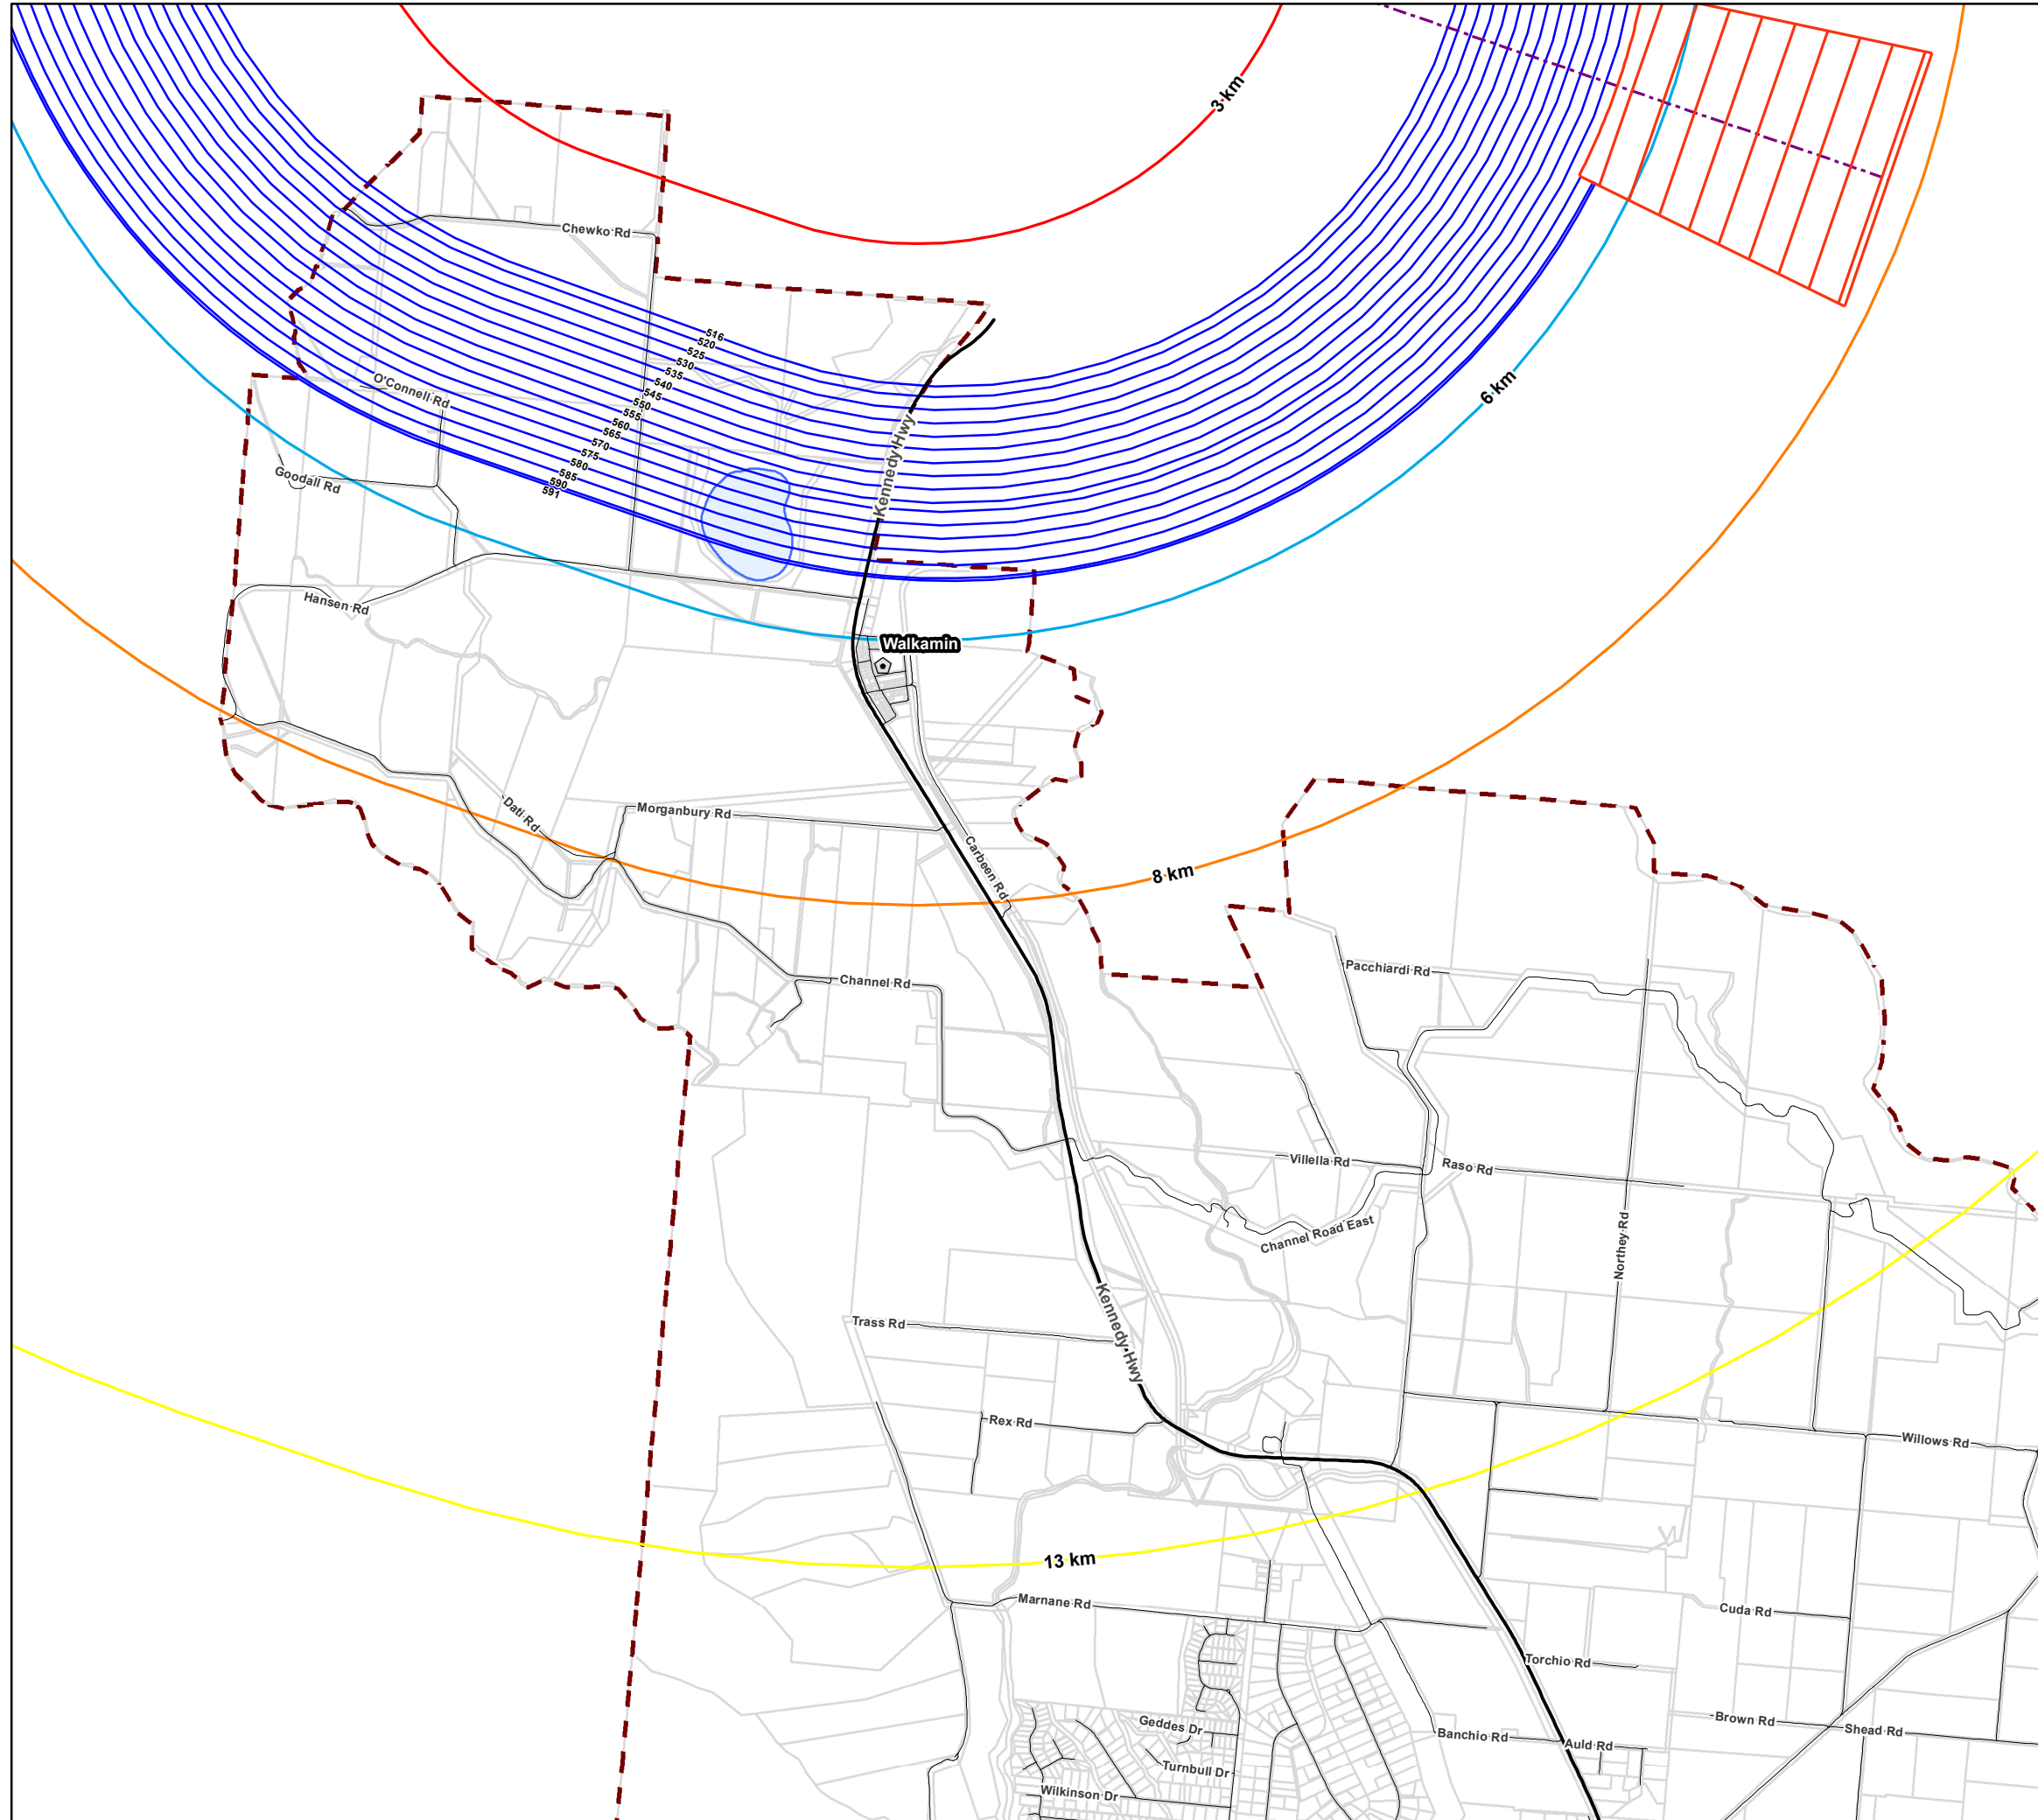 3 km
Chewko Rd
516
520
525
530
535
540
545
550
555
560
565
570
575
580
585
590
591
O'Connell Rd
6 km
Kennedy Hwy
Goodall Rd
Hansen Rd
Walkamin
Dati Rd
Morganbury Rd
Carbeen Rd
8 km
Pacchiardi Rd
Channel Rd
Villella Rd
Raso Rd
Channel Road East
Northey Rd
Kennedy Hwy
Trass Rd
Rex Rd
Willows Rd
13 km
Marnane Rd
Cuda Rd
Torchio Rd
Geddes Dr
Banchio Rd
Auld Rd
Brown Rd
Shead Rd
Turnbull Dr
Wilkinson Dr